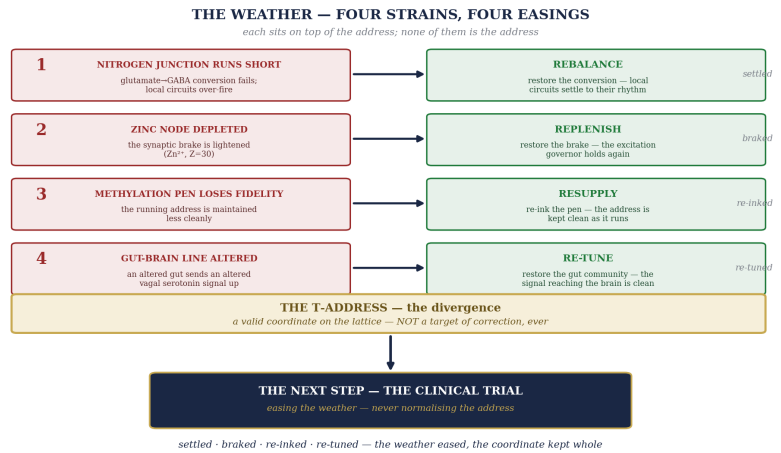 THE WEATHER — FOUR STRAINS, FOUR EASINGS
each sits on top of the address; none of them is the address
1 NITROGEN JUNCTION RUNS SHORT
glutamate→GABA conversion fails;
local circuits over-fire
REBALANCE
restore the conversion — local
circuits settle to their rhythm
settled
2 ZINC NODE DEPLETED
the synaptic brake is lightened
(Zn²⁺, Z=30)
REPLENISH
restore the brake — the excitation
governor holds again
braked
3 METHYLATION PEN LOSES FIDELITY
the running address is maintained
less cleanly
RESUPPLY
re-ink the pen — the address is
kept clean as it runs
re-inked
4 GUT-BRAIN LINE ALTERED
an altered gut sends an altered
vagal serotonin signal up
RE-TUNE
restore the gut community — the
signal reaching the brain is clean
re-tuned
THE T-ADDRESS — the divergence
a valid coordinate on the lattice — NOT a target of correction, ever
THE NEXT STEP — THE CLINICAL TRIAL
easing the weather — never normalising the address
settled · braked · re-inked · re-tuned — the weather eased, the coordinate kept whole